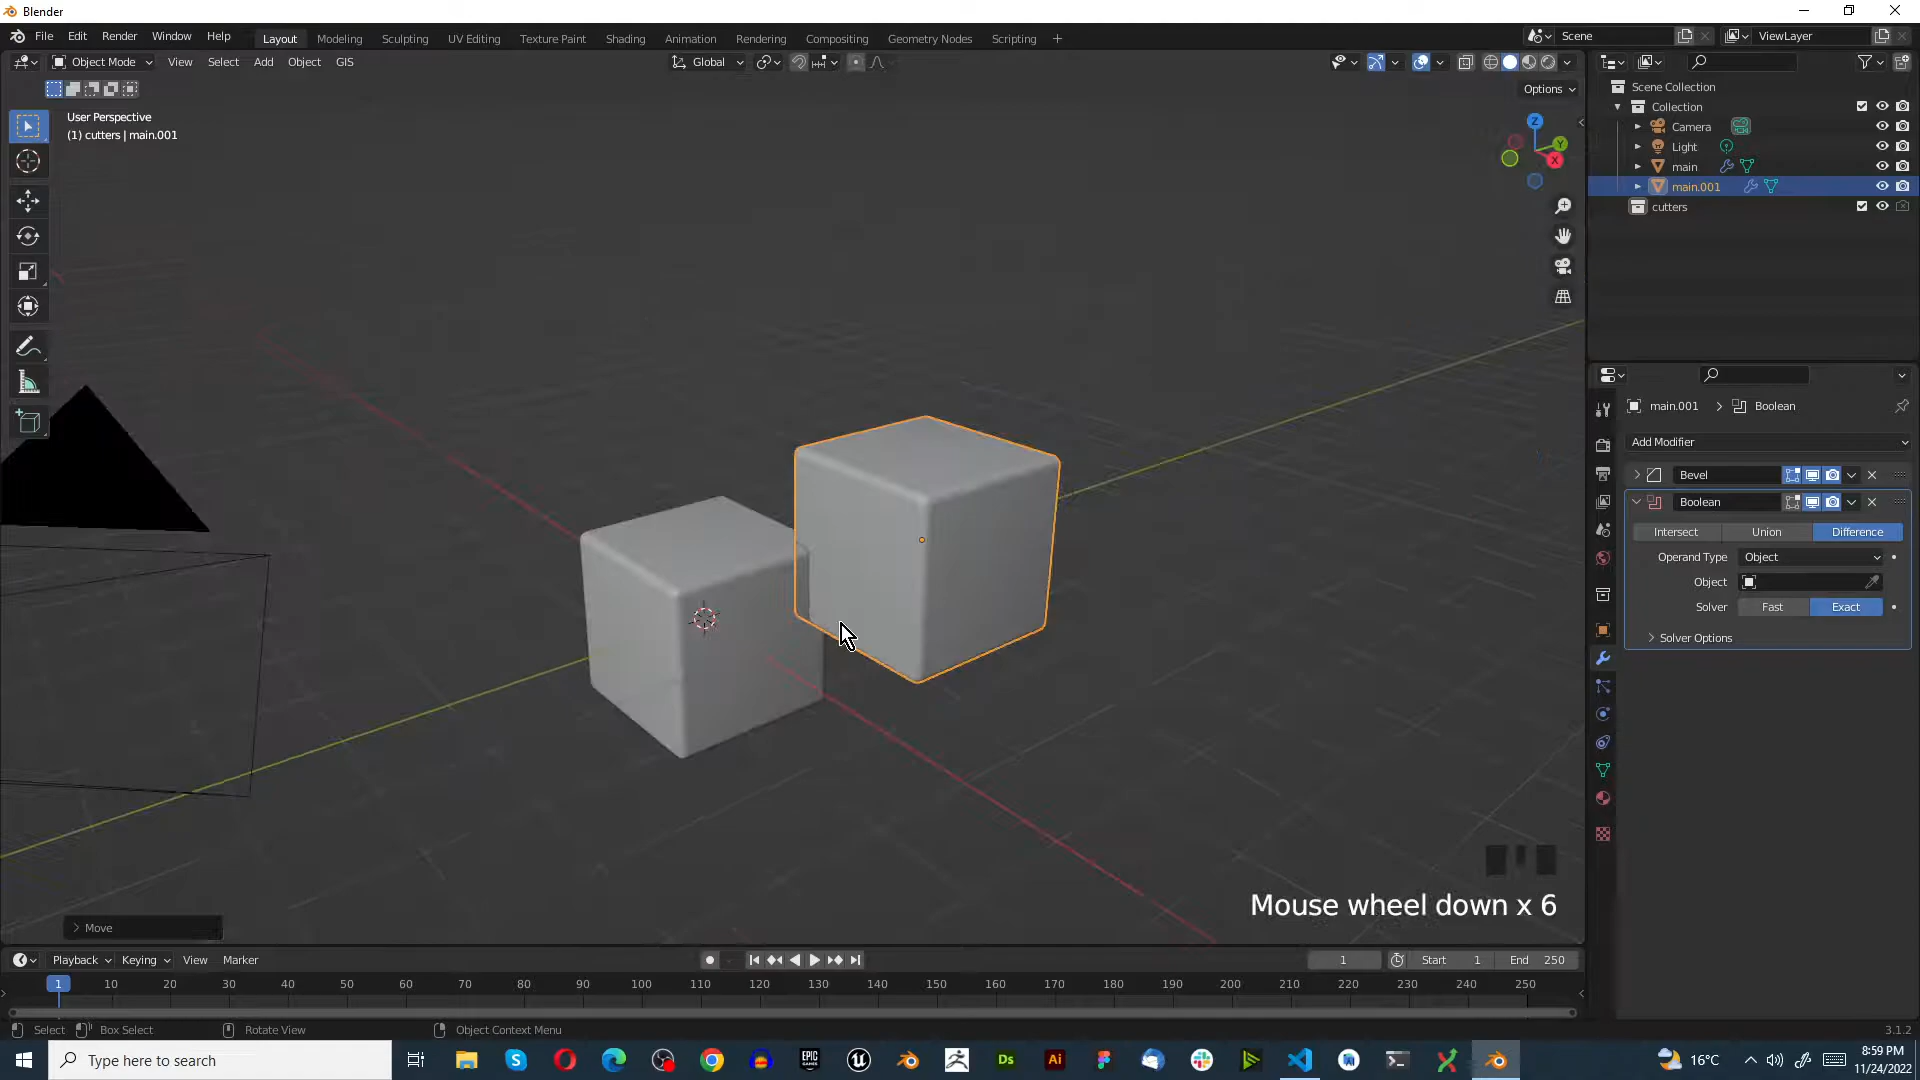 Blender
File Edit Render Window Help
Layout Modeling Sculpting UV Editing Texture Paint Shading Animation Rendering Compositing Geometry Nodes Scripting +
Scene
ViewLayer
Object Mode View Select Add Object GIS
Global
Options
User Perspective
(1) cutters | main.001
Z
Y
X
Scene Collection
Collection
Camera
Light
main
main.001
cutters
main.001 > Boolean
Add Modifier
Bevel
Boolean
Intersect Union Difference
Operand Type Object
Object
Solver Fast Exact
Solver Options
Mouse wheel down x 6
Move
Playback Keying View Marker
1 Start 1 End 250
1 10 20 30 40 50 60 70 80 90 100 110 120 130 140 150 160 170 180 190 200 210 220 230 240 250
Select Box Select Rotate View Object Context Menu
3.1.2
Type here to search
EPIC GAMES
Ds
Ai
16°C
8:59 PM
11/24/2022